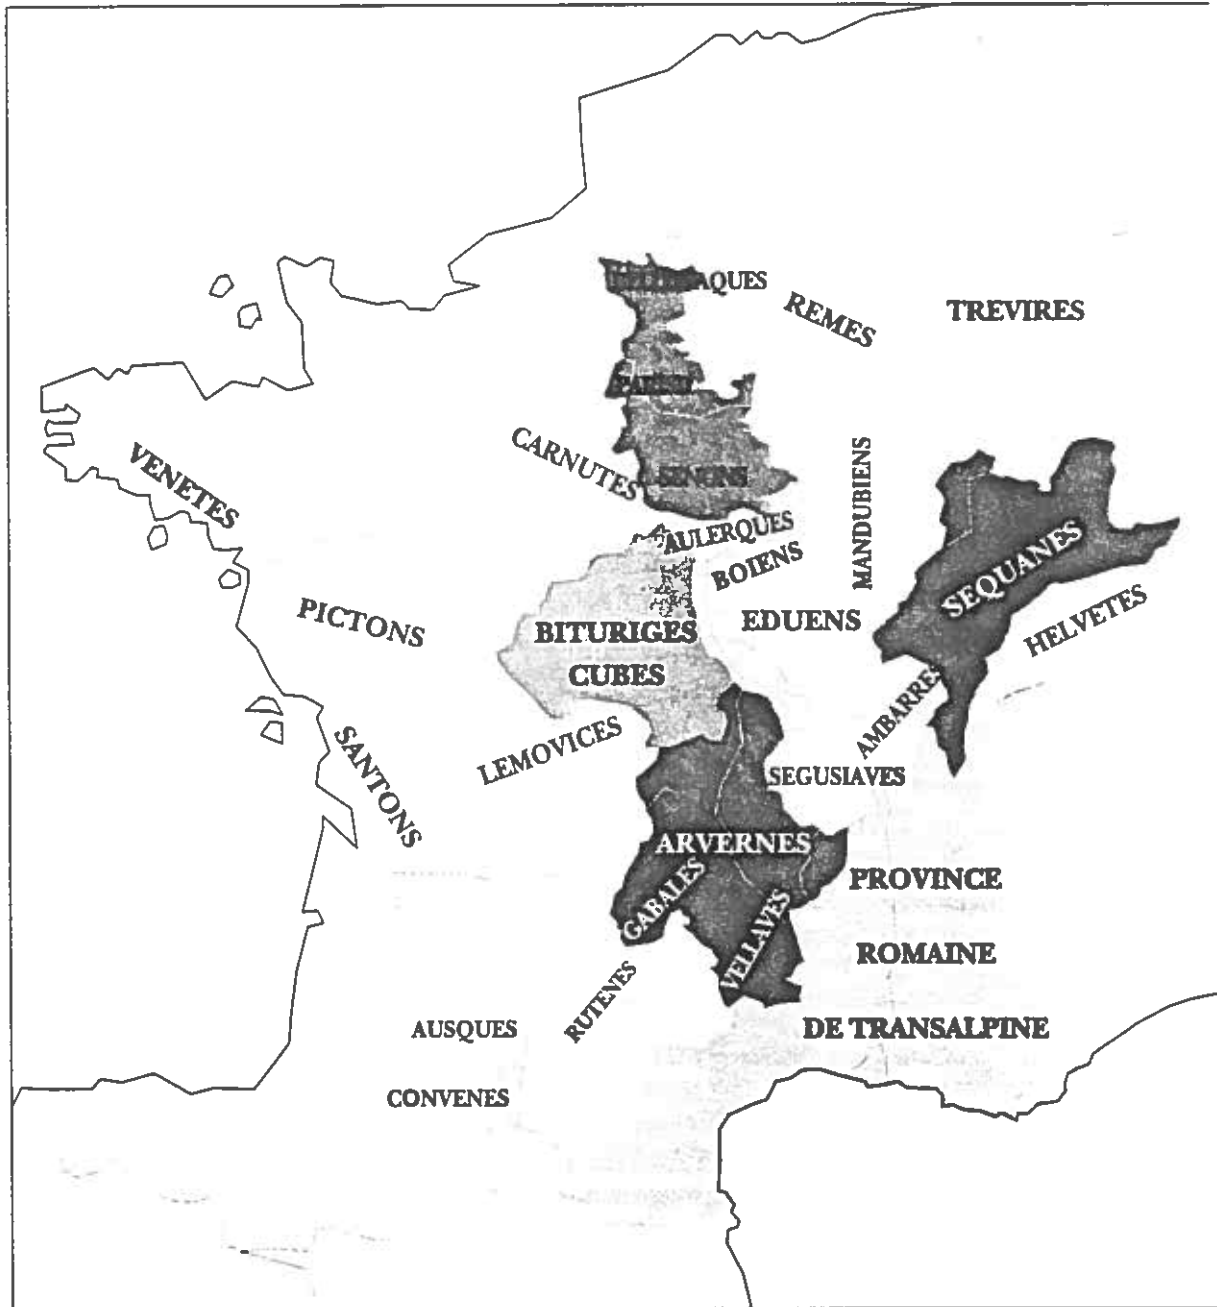 REMES
TREVIRES
CARNUTES
SENONS
VENETES
AULERQUES
BOIENS
MANDUBIENS
SEQUANES
HELVETES
PICTONS
BITURIGES
CUBES
EDUENS
AMBARRES
LEMOVICES
SANTONS
SEGUSIAVES
ARVERNES
GABALES
VELLAVES
PROVINCE
ROMAINE
DE TRANSALPINE
RUTENES
AUSQUES
CONVENES